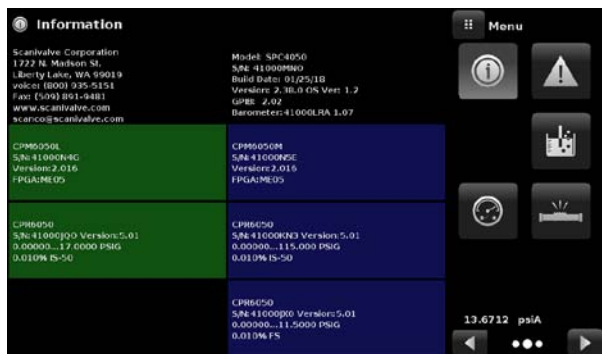 Information
Scanivalve Corporation
1722 N. Madson St.
Liberty Lake, WA 99019
voice: (800) 935-5151
Fax: (509) 891-9481
www.scanivalve.com
scanco@scanivalve.com
Model: SPC4050
S/N: 41000MNO
Build Date: 01/25/18
Version: 2.38.0 OS Ver: 1.2
GPIB: 2.02
Barometer:41000LRA 1.07
CPM6050L
S/N:41000N4G
Version:2.016
FPGA:ME05
CPM6050M
S/N:41000N5E
Version:2.016
FPGA:ME05
CPR6050
S/N:41000JQO Version:5.01
0.00000...17.0000 PSIG
0.010% IS-50
CPR6050
S/N:41000KN3 Version:5.01
0.00000...115.000 PSIG
0.010% IS-50
CPR6050
S/N:41000JX0 Version:5.01
0.00000...11.5000 PSIG
0.010% FS
Menu
13.6712 psiA